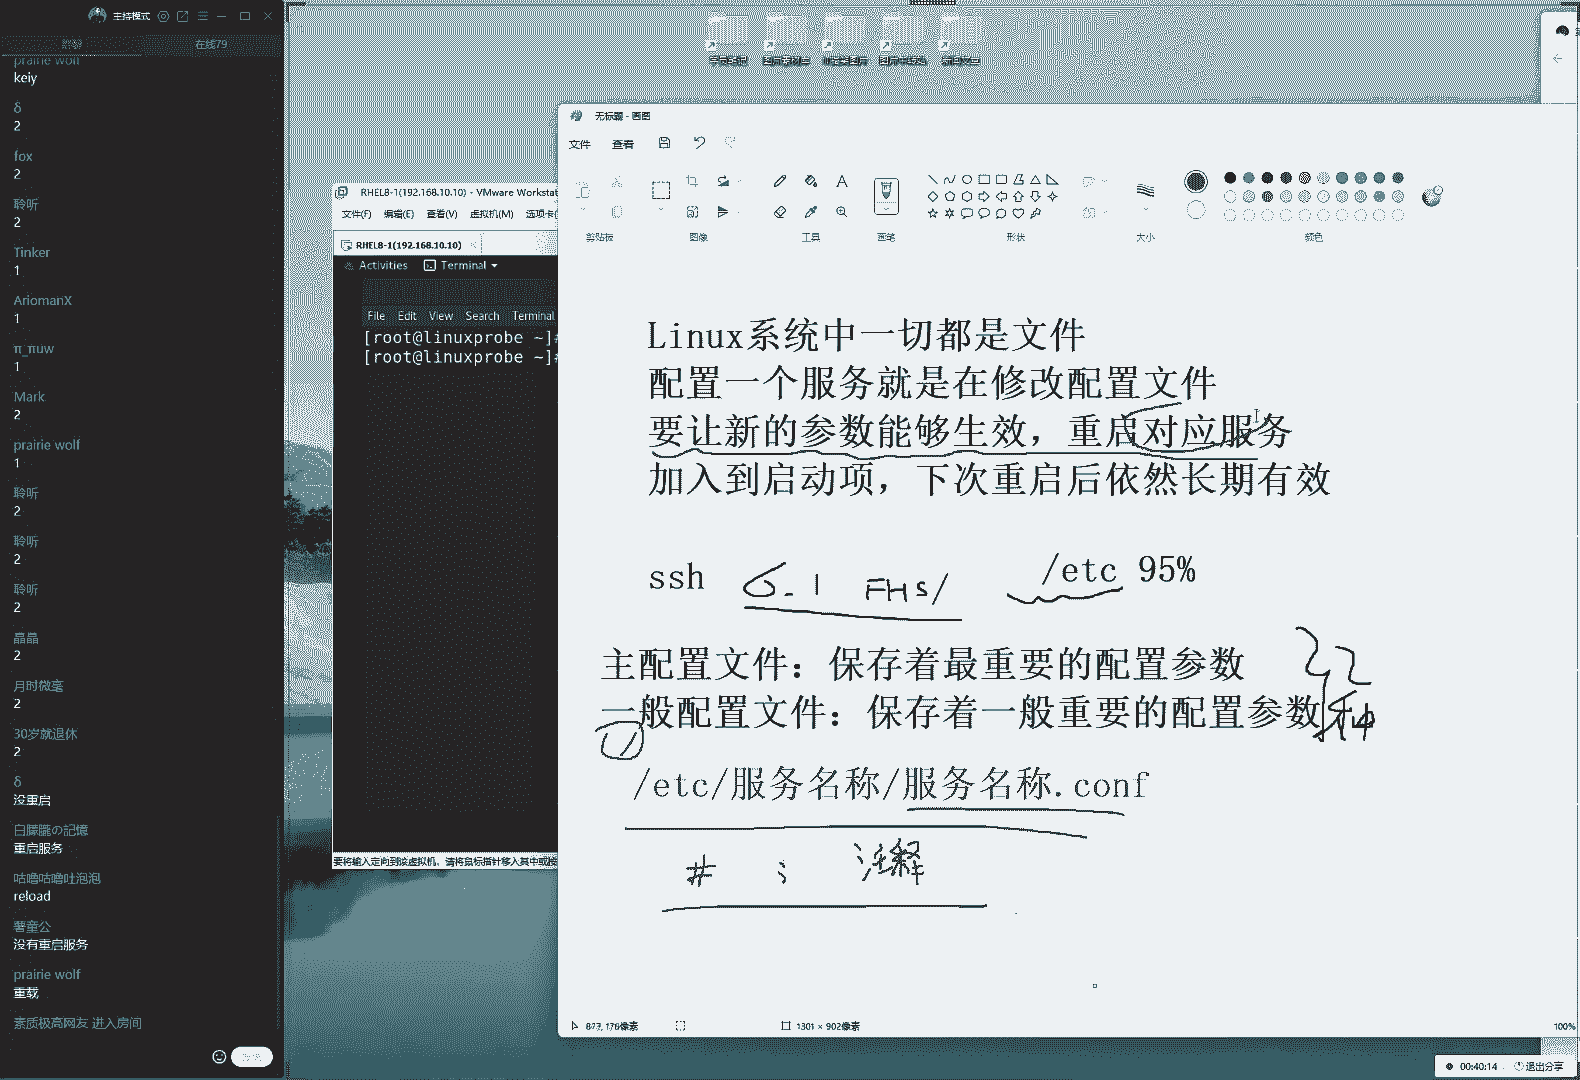 主持模式
在线79
prairie wolf
keiy
δ
2
fox
2
聆听
2
Tinker
1
AriomanX
1
π_πuw
1
Mark
2
prairie wolf
1
聆听
2
聆听
2
聆听
2
晶晶
2
月时微毫
2
30岁就退休
2
δ
没重启
白朦朧の記憶
重启服务
咕噜咕噜吐泡泡
reload
薯童公
没有重启服务
prairie wolf
重载
素质极高网友 进入房间
RHEL8-1(192.168.10.10) - VMware Workstat
文件(F) 编辑(E) 查看(V) 虚拟机(M) 选项卡(
RHEL8-1(192.168.10.10)
Activities Terminal
File Edit View Search Terminal
[root@linuxprobe ~]#
[root@linuxprobe ~]#
要将输入定向到该虚拟机，请将鼠标指针移入其中或按
无标题 - 画图
文件 查看
剪贴板 图像 工具 画笔 形状 大小 颜色
Linux系统中一切都是文件
配置一个服务就是在修改配置文件
要让新的参数能够生效，重启对应服务
加入到启动项，下次重启后依然长期有效
ssh 6.1 FHS/ /etc 95%
主配置文件：保存着最重要的配置参数
一般配置文件：保存着一般重要的配置参数
/etc/服务名称/服务名称.conf
# ; 注释
877, 176像素 1301 × 902像素 100%
00:40:14 退出分享